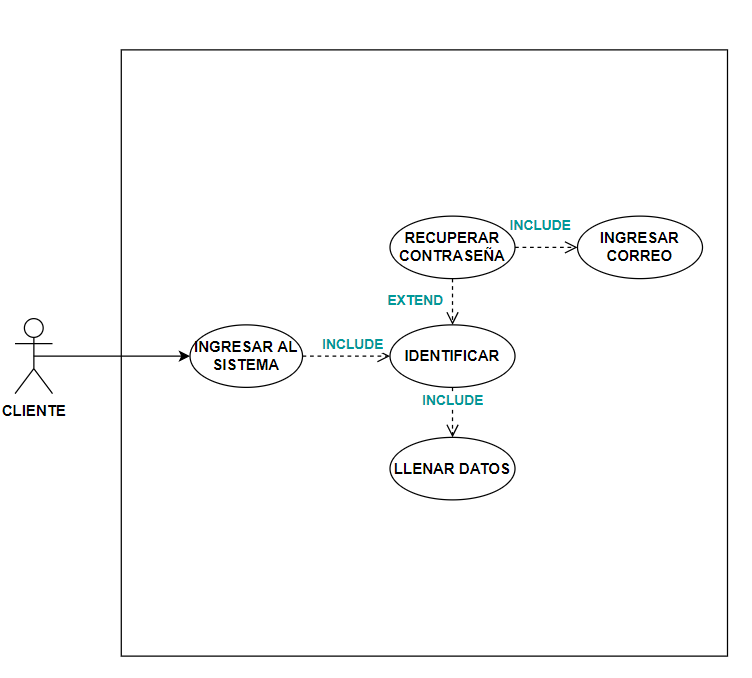 RECUPERAR
CONTRASEÑA
INCLUDE
INGRESAR
CORREO
EXTEND
INGRESAR AL
SISTEMA
INCLUDE
IDENTIFICAR
INCLUDE
CLIENTE
LLENAR DATOS